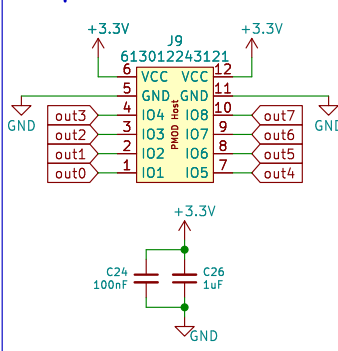 +3.3V +3.3V
J9
613012243121
6 VCC VCC 12
5 GND GND 11
GND GND
out3 4 IO4 IO8 10 out7
out2 3 IO3 IO7 9 out6
out1 2 IO2 IO6 8 out5
out0 1 IO1 IO5 7 out4
PMOD Host
+3.3V
C24 C26
100nF 1uF
GND